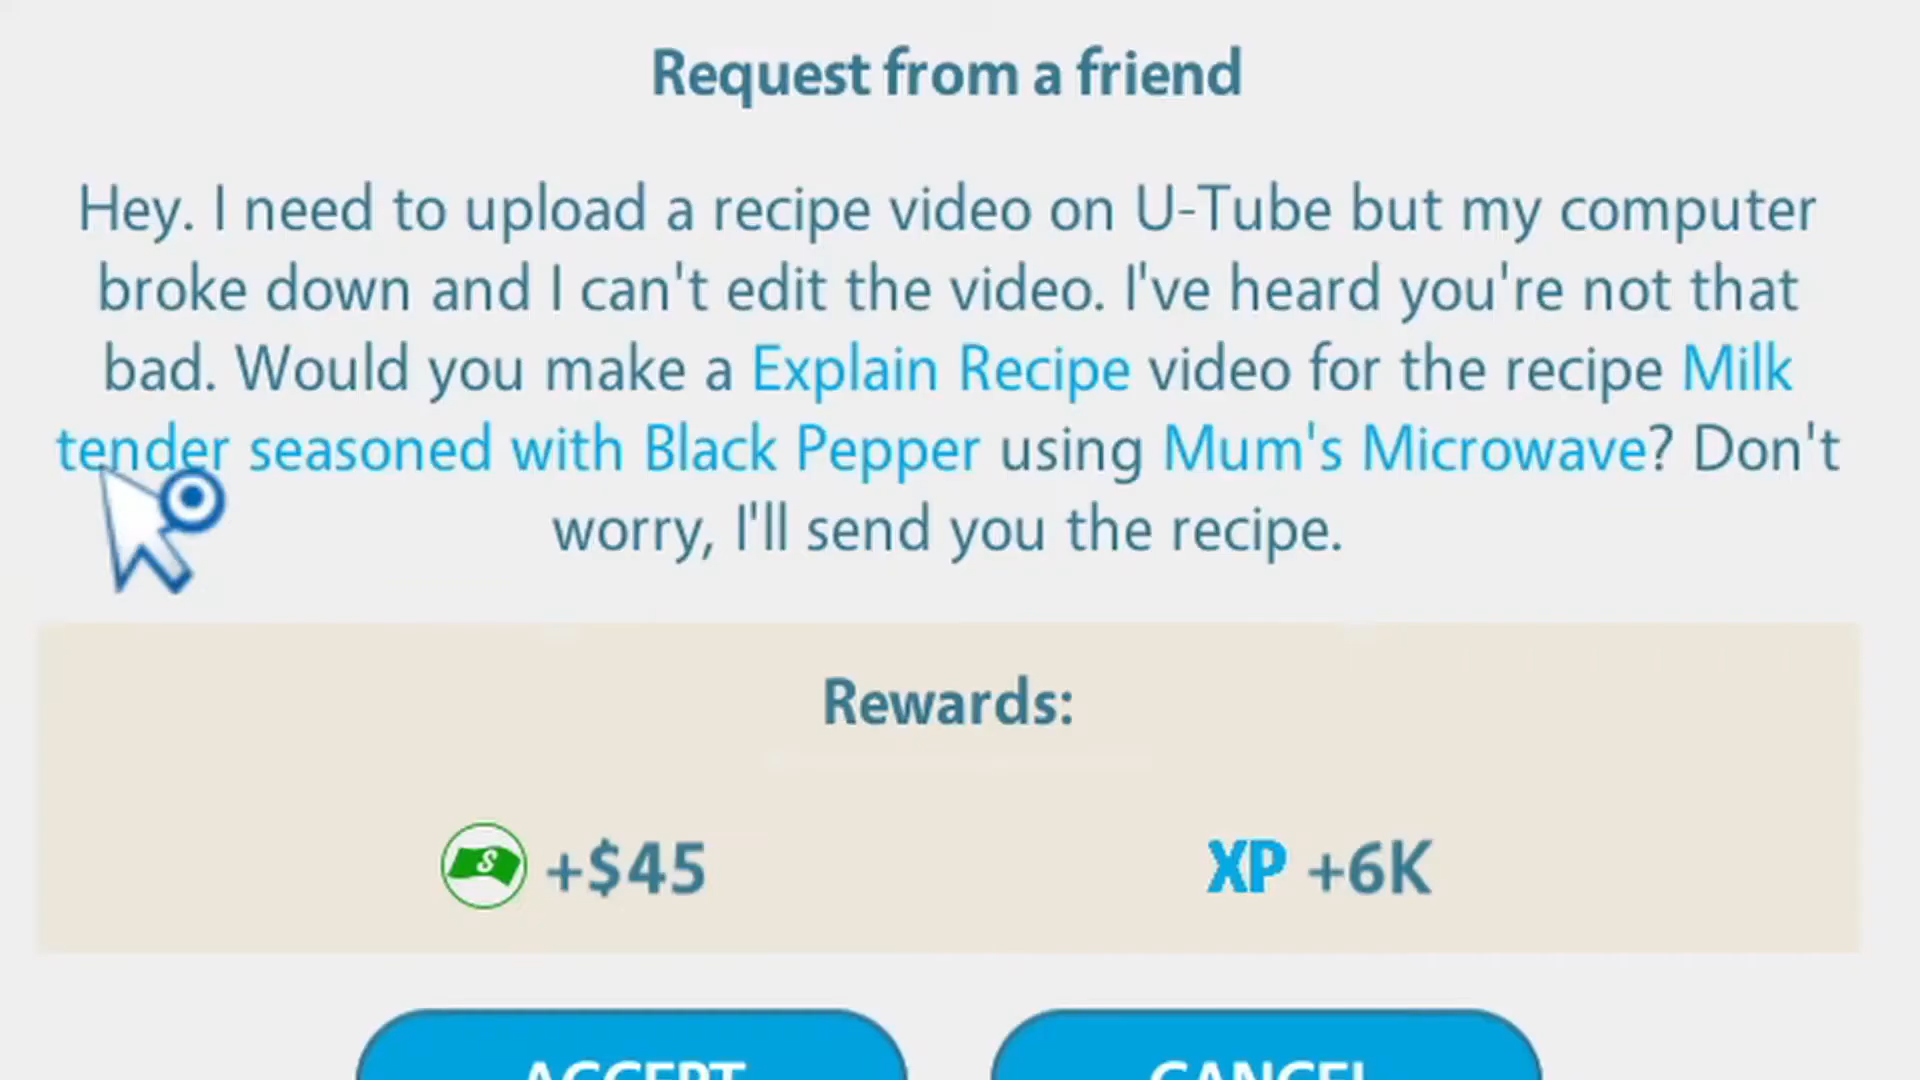 Request from a friend
Hey. I need to upload a recipe video on U-Tube but my computer
broke down and I can't edit the video. I've heard you're not that
bad. Would you make a Explain Recipe video for the recipe Milk
tender seasoned with Black Pepper using Mum's Microwave? Don't
worry, I'll send you the recipe.
Rewards:
$ +$45 XP +6K
ACCEPT CANCEL